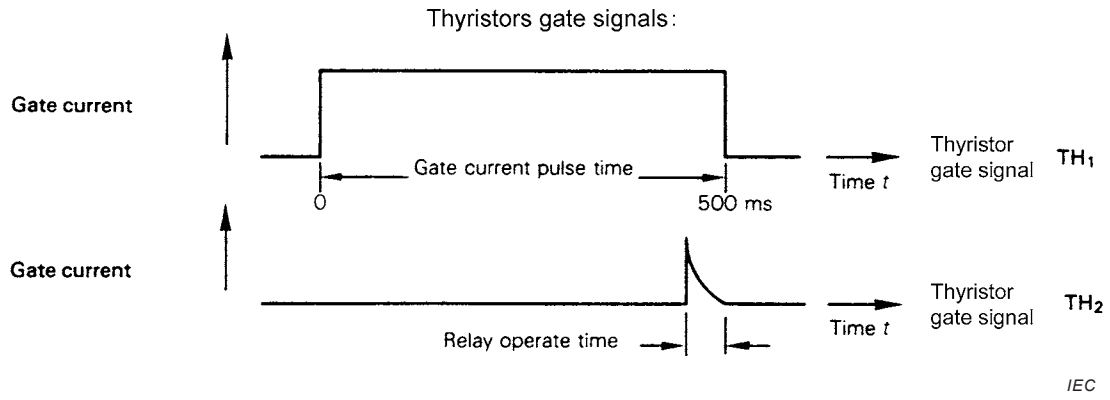 Thyristors gate signals:
Gate current
Gate current pulse time
Time t
Thyristor
gate signal
TH1
0
500 ms
Gate current
Relay operate time
Time t
Thyristor
gate signal
TH2
IEC